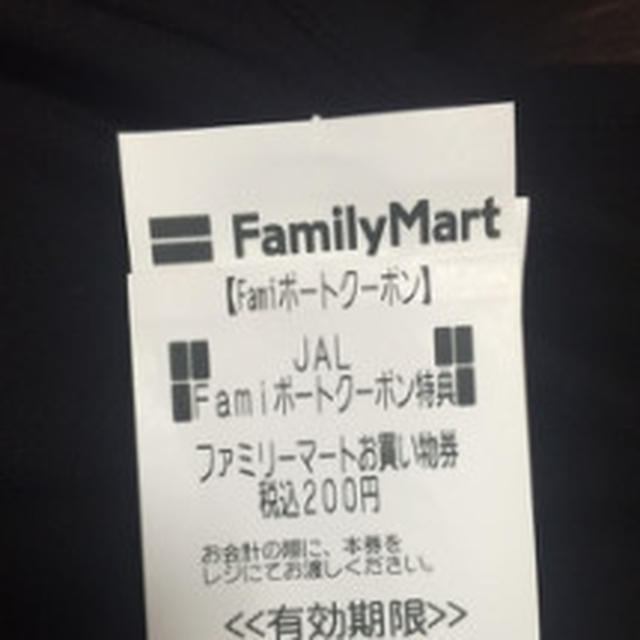 FamilyMart
【Famiポートクーポン】
JAL
Famiポートクーポン特典
ファミリーマートお買い物券
税込200円
お会計の際に、本券を
レジにてお渡しください。
<<有効期限>>